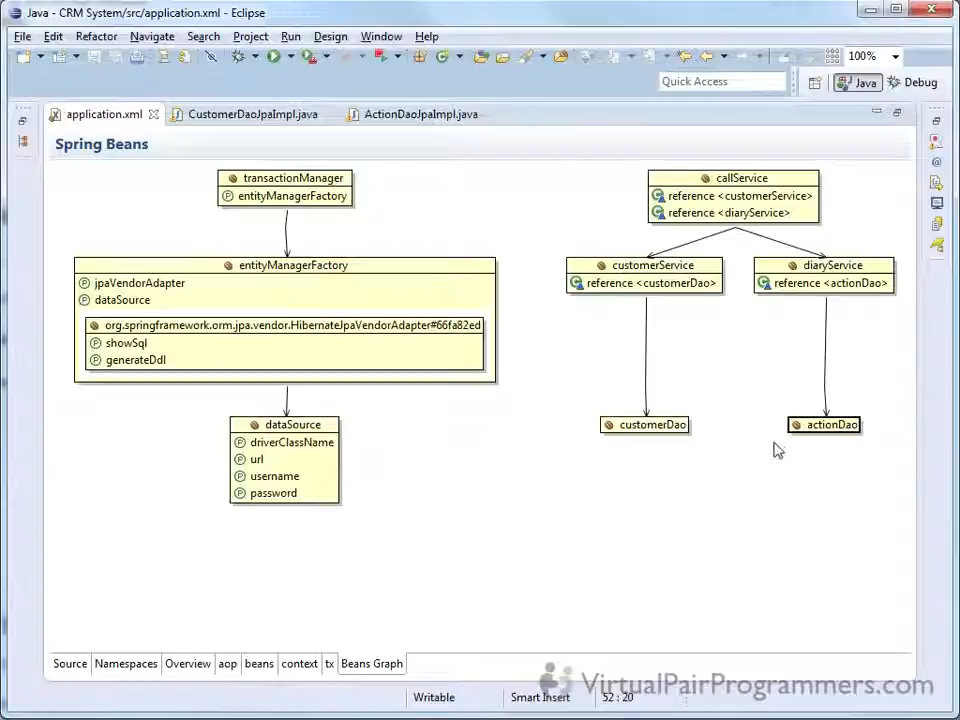 Java - CRM System/src/application.xml - Eclipse
File Edit Refactor Navigate Search Project Run Design Window Help
100%
Quick Access
Java
Debug
application.xml
CustomerDaoJpaImpl.java
ActionDaoJpaImpl.java
Spring Beans
transactionManager
entityManagerFactory
callService
reference <customerService>
reference <diaryService>
entityManagerFactory
jpaVendorAdapter
dataSource
org.springframework.orm.jpa.vendor.HibernateJpaVendorAdapter#66fa82ed
showSql
generateDdl
customerService
reference <customerDao>
diaryService
reference <actionDao>
dataSource
driverClassName
url
username
password
customerDao
actionDao
Source Namespaces Overview aop beans context tx Beans Graph
VirtualPairProgrammers.com
Writable Smart Insert 52 : 20